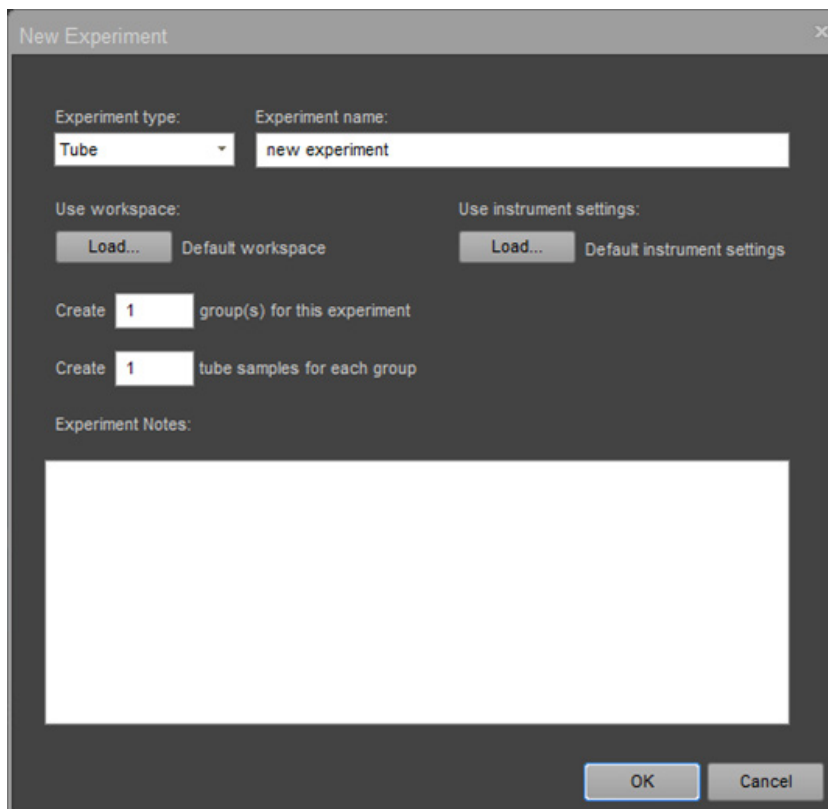 New Experiment
Experiment type: Experiment name:
Tube new experiment
Use workspace: Use instrument settings:
Load... Default workspace Load... Default instrument settings
Create 1 group(s) for this experiment
Create 1 tube samples for each group
Experiment Notes:
OK Cancel